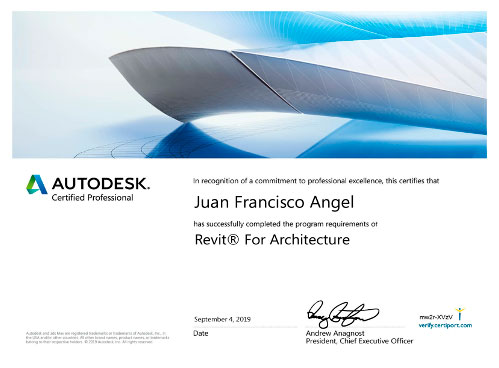 AUTODESK.
Certified Professional
In recognition of a commitment to professional excellence, this certifies that
Juan Francisco Angel
has successfully completed the program requirements of
Revit® For Architecture
September 4, 2019
Date
Andrew Anagnost
President, Chief Executive Officer
me2r-XVzV
verify.certiport.com
Autodesk and are registered trademarks or trademarks of Autodesk, Inc., in
the USA and/or other countries. All other brand names, product names, or trademarks
belong to their respective holders. © 2019 Autodesk, Inc. All rights reserved.